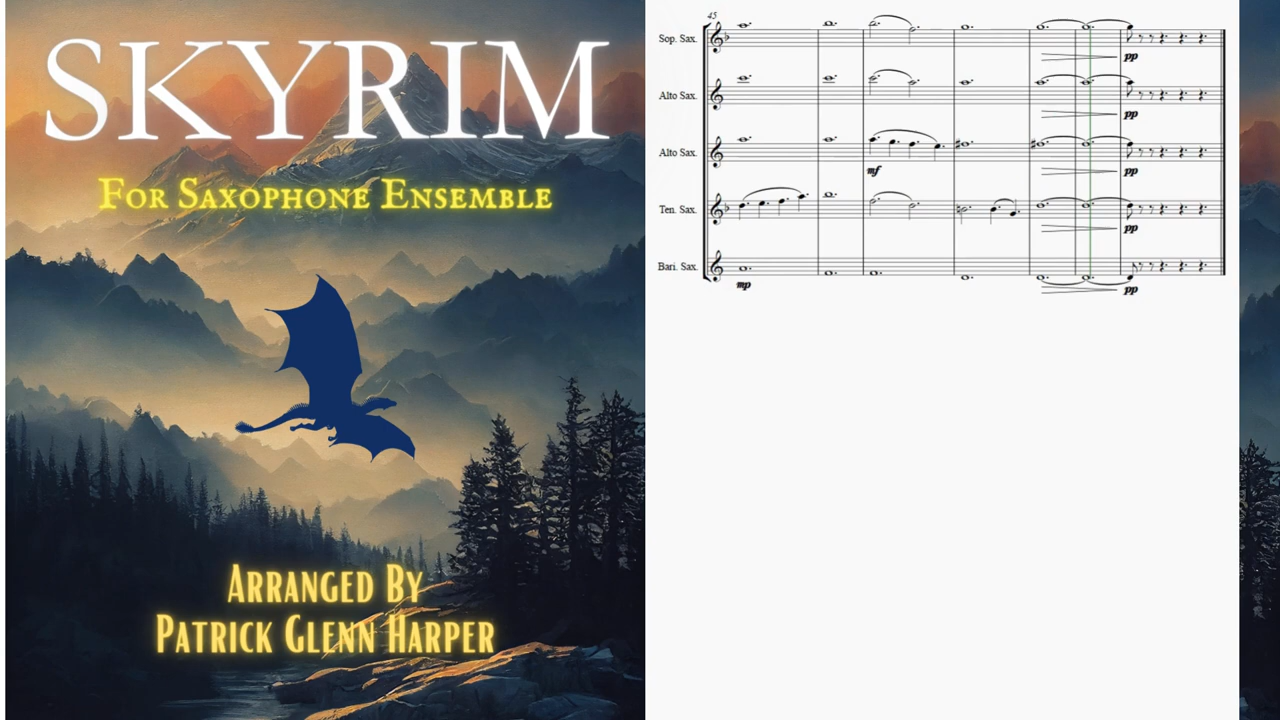 SKYRIM
For Saxophone Ensemble
Arranged By
Patrick Glenn Harper
45
Sop. Sax.
pp
Alto Sax.
pp
Alto Sax.
mf
pp
Ten. Sax.
pp
Bari. Sax.
mp
pp